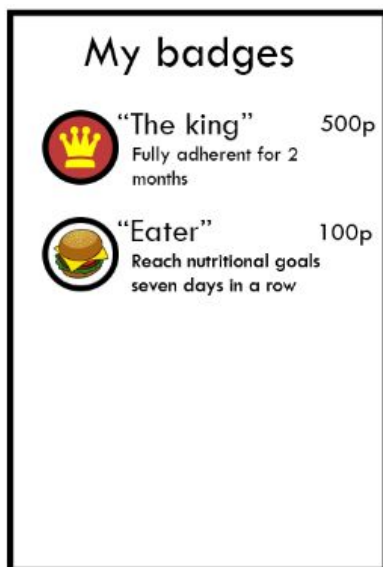 My badges
“The king” 500p
Fully adherent for 2
months
“Eater” 100p
Reach nutritional goals
seven days in a row